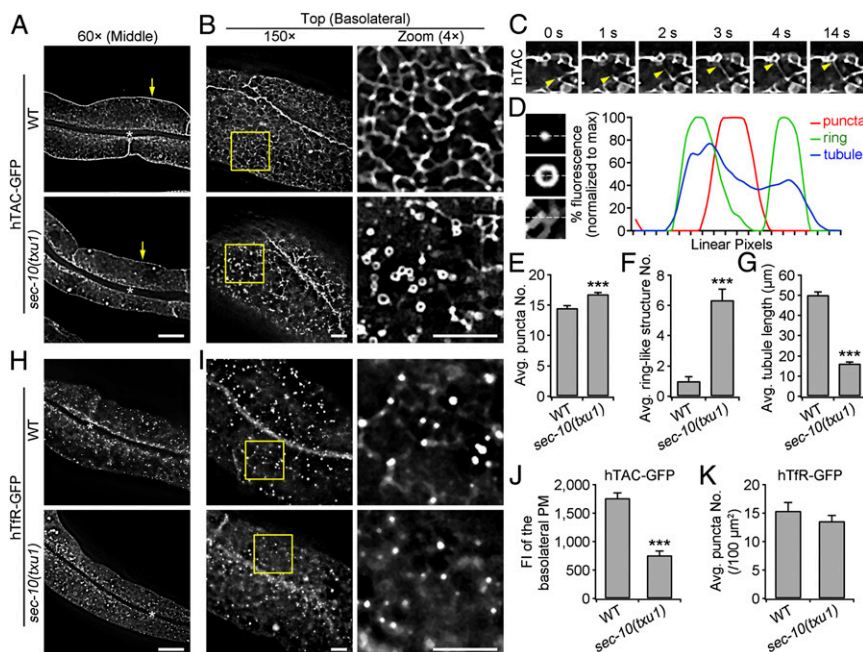 A
60× (Middle)
hTAC-GFP
WT
sec-10(txu1)
*
*
B
Top (Basolateral)
150×
Zoom (4×)
C
0 s
1 s
2 s
3 s
4 s
14 s
hTAC
D
% fluorescence
(normalized to max)
100
80
60
40
20
0
Linear Pixels
puncta
ring
tubule
E
Avg. puncta No.
20
15
10
5
0
***
WT
sec-10(txu1)
F
Avg. ring-like structure No.
8
6
4
2
0
***
WT
sec-10(txu1)
G
Avg. tubule length (µm)
60
50
40
30
20
10
0
***
WT
sec-10(txu1)
H
hTfR-GFP
WT
sec-10(txu1)
*
I
J
hTAC-GFP
FI of the
basolateral PM
2,000
1,500
1,000
500
0
***
WT
sec-10(txu1)
K
hTfR-GFP
Avg. puncta No.
(/100 µm²)
20
15
10
5
0
WT
sec-10(txu1)